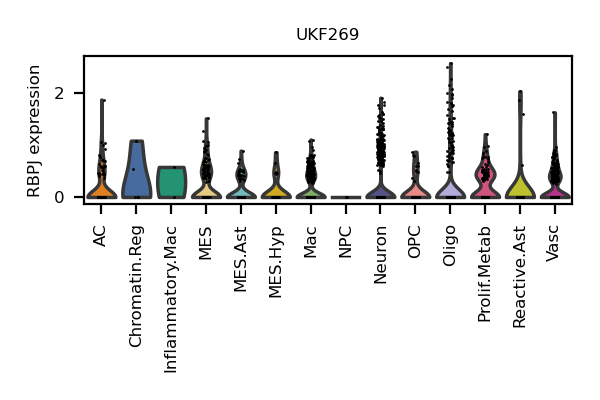 UKF269
RBPJ expression
2
0
AC
Chromatin.Reg
Inflammatory.Mac
MES
MES.Ast
MES.Hyp
Mac
NPC
Neuron
OPC
Oligo
Prolif.Metab
Reactive.Ast
Vasc